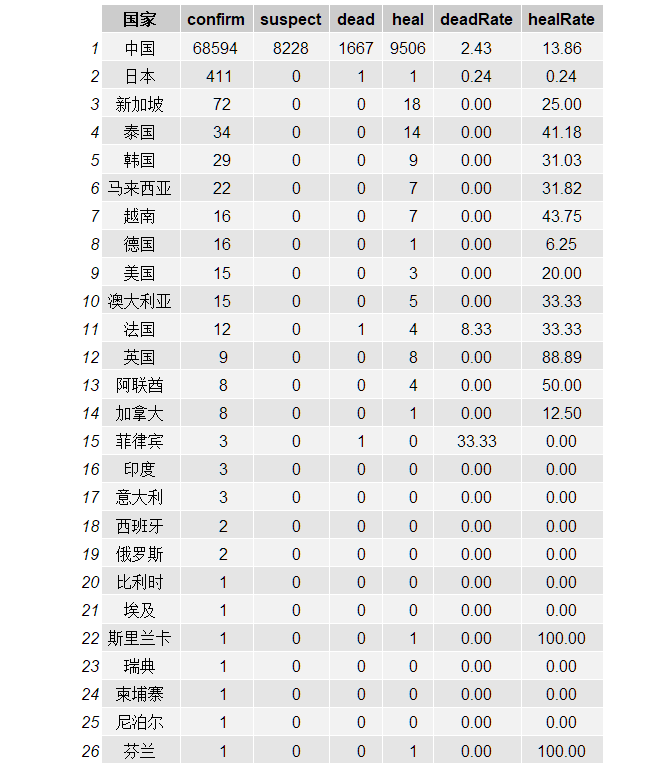 国家 confirm suspect dead heal deadRate healRate
1 中国 68594 8228 1667 9506 2.43 13.86
2 日本 411 0 1 1 0.24 0.24
3 新加坡 72 0 0 18 0.00 25.00
4 泰国 34 0 0 14 0.00 41.18
5 韩国 29 0 0 9 0.00 31.03
6 马来西亚 22 0 0 7 0.00 31.82
7 越南 16 0 0 7 0.00 43.75
8 德国 16 0 0 1 0.00 6.25
9 美国 15 0 0 3 0.00 20.00
10 澳大利亚 15 0 0 5 0.00 33.33
11 法国 12 0 1 4 8.33 33.33
12 英国 9 0 0 8 0.00 88.89
13 阿联酋 8 0 0 4 0.00 50.00
14 加拿大 8 0 0 1 0.00 12.50
15 菲律宾 3 0 1 0 33.33 0.00
16 印度 3 0 0 0 0.00 0.00
17 意大利 3 0 0 0 0.00 0.00
18 西班牙 2 0 0 0 0.00 0.00
19 俄罗斯 2 0 0 0 0.00 0.00
20 比利时 1 0 0 0 0.00 0.00
21 埃及 1 0 0 0 0.00 0.00
22 斯里兰卡 1 0 0 1 0.00 100.00
23 瑞典 1 0 0 0 0.00 0.00
24 柬埔寨 1 0 0 0 0.00 0.00
25 尼泊尔 1 0 0 0 0.00 0.00
26 芬兰 1 0 0 1 0.00 100.00